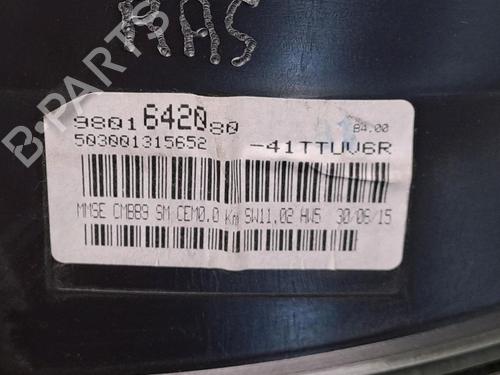 B-PARTS
9801642080 84.00
503001315652 -41TTUV6R
MMSE CMB89 SM CEM0.0 Km SW11.02 HW5 30/06/15